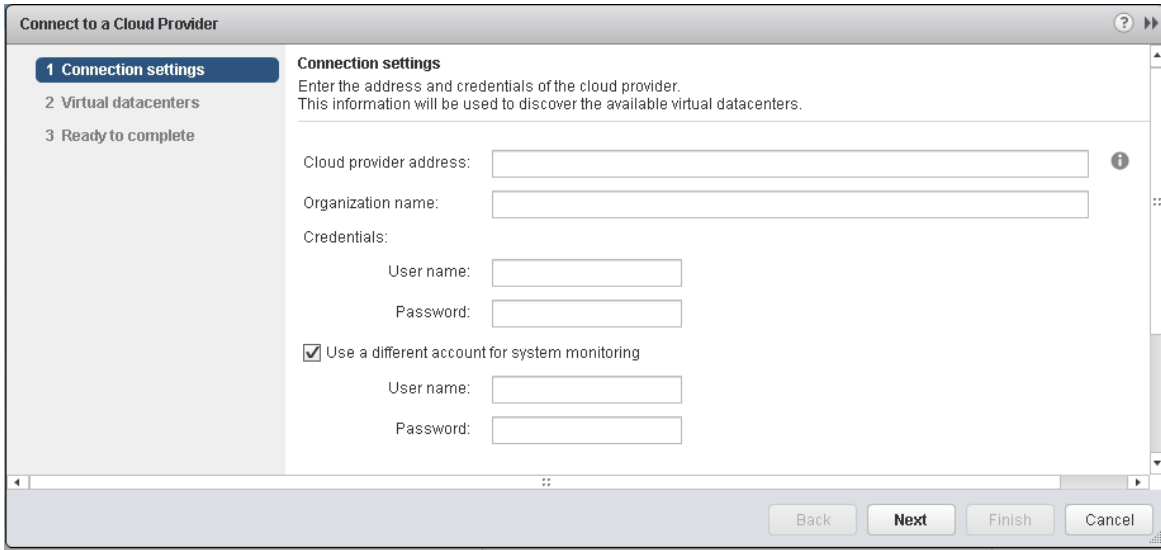 Connect to a Cloud Provider
?
1 Connection settings
2 Virtual datacenters
3 Ready to complete
Connection settings
Enter the address and credentials of the cloud provider.
This information will be used to discover the available virtual datacenters.
Cloud provider address:
Organization name:
Credentials:
User name:
Password:
Use a different account for system monitoring
User name:
Password:
Back Next Finish Cancel